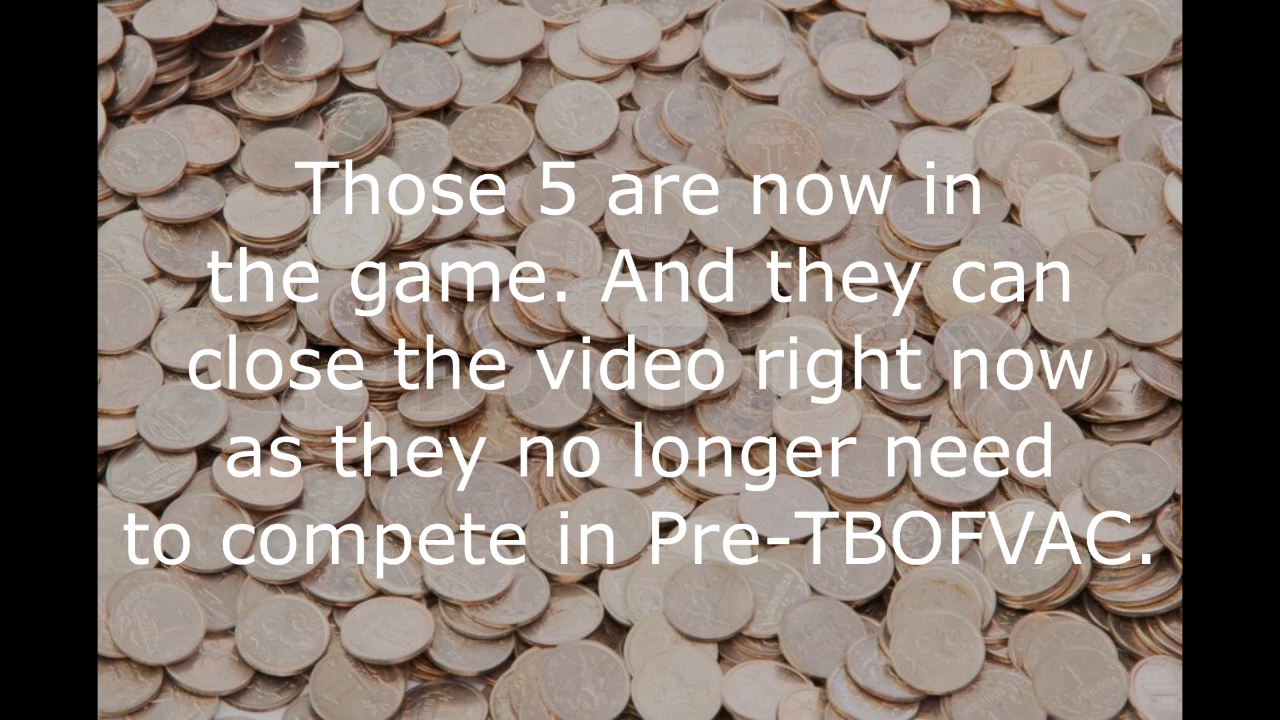 Those 5 are now in
the game. And they can
close the video right now
as they no longer need
to compete in Pre-TBOFVAC.